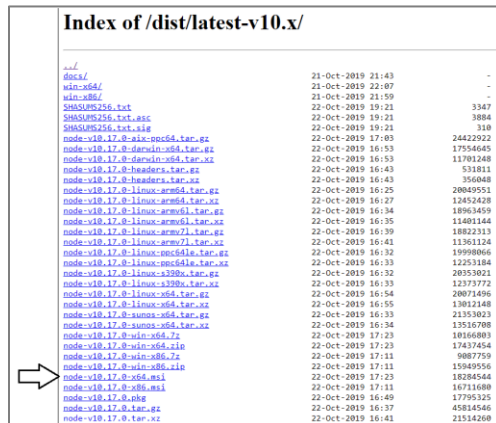 Index of /dist/latest-v10.x/
../
docs/ 21-Oct-2019 21:43 -
win-x64/ 21-Oct-2019 22:07 -
win-x86/ 21-Oct-2019 21:59 -
SHASUMS256.txt 22-Oct-2019 19:21 3347
SHASUMS256.txt.asc 22-Oct-2019 19:21 3884
SHASUMS256.txt.sig 22-Oct-2019 19:21 310
node-v10.17.0-aix-ppc64.tar.gz 22-Oct-2019 17:03 24422922
node-v10.17.0-darwin-x64.tar.gz 22-Oct-2019 16:53 17554645
node-v10.17.0-darwin-x64.tar.xz 22-Oct-2019 16:53 11701248
node-v10.17.0-headers.tar.gz 22-Oct-2019 16:43 531811
node-v10.17.0-headers.tar.xz 22-Oct-2019 16:43 356048
node-v10.17.0-linux-arm64.tar.gz 22-Oct-2019 16:25 20049551
node-v10.17.0-linux-arm64.tar.xz 22-Oct-2019 16:27 12452428
node-v10.17.0-linux-armv6l.tar.gz 22-Oct-2019 16:34 18963459
node-v10.17.0-linux-armv6l.tar.xz 22-Oct-2019 16:35 11401144
node-v10.17.0-linux-armv7l.tar.gz 22-Oct-2019 16:39 18822313
node-v10.17.0-linux-armv7l.tar.xz 22-Oct-2019 16:41 11361124
node-v10.17.0-linux-ppc64le.tar.gz 22-Oct-2019 16:32 19998066
node-v10.17.0-linux-ppc64le.tar.xz 22-Oct-2019 16:33 12253184
node-v10.17.0-linux-s390x.tar.gz 22-Oct-2019 16:32 20353021
node-v10.17.0-linux-s390x.tar.xz 22-Oct-2019 16:33 12373772
node-v10.17.0-linux-x64.tar.gz 22-Oct-2019 16:54 20071496
node-v10.17.0-linux-x64.tar.xz 22-Oct-2019 16:55 13012148
node-v10.17.0-sunos-x64.tar.gz 22-Oct-2019 16:33 21353023
node-v10.17.0-sunos-x64.tar.xz 22-Oct-2019 16:34 13516708
node-v10.17.0-win-x64.7z 22-Oct-2019 17:23 10166803
node-v10.17.0-win-x64.zip 22-Oct-2019 17:23 17437454
node-v10.17.0-win-x86.7z 22-Oct-2019 17:11 9087759
node-v10.17.0-win-x86.zip 22-Oct-2019 17:11 15949556
node-v10.17.0-x64.msi 22-Oct-2019 17:23 18284544
node-v10.17.0-x86.msi 22-Oct-2019 17:11 16711680
node-v10.17.0.pkg 22-Oct-2019 16:49 17795325
node-v10.17.0.tar.gz 22-Oct-2019 16:37 45814546
node-v10.17.0.tar.xz 22-Oct-2019 16:41 21514260